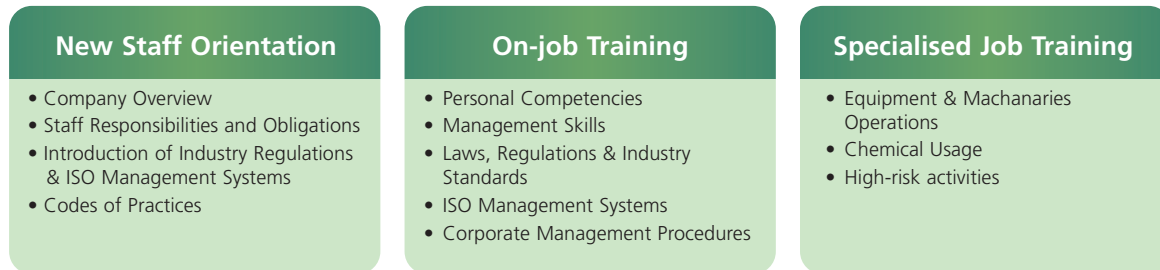 New Staff Orientation
• Company Overview
• Staff Responsibilities and Obligations
• Introduction of Industry Regulations
& ISO Management Systems
• Codes of Practices
On-job Training
• Personal Competencies
• Management Skills
• Laws, Regulations & Industry
Standards
• ISO Management Systems
• Corporate Management Procedures
Specialised Job Training
• Equipment & Machanaries
Operations
• Chemical Usage
• High-risk activities